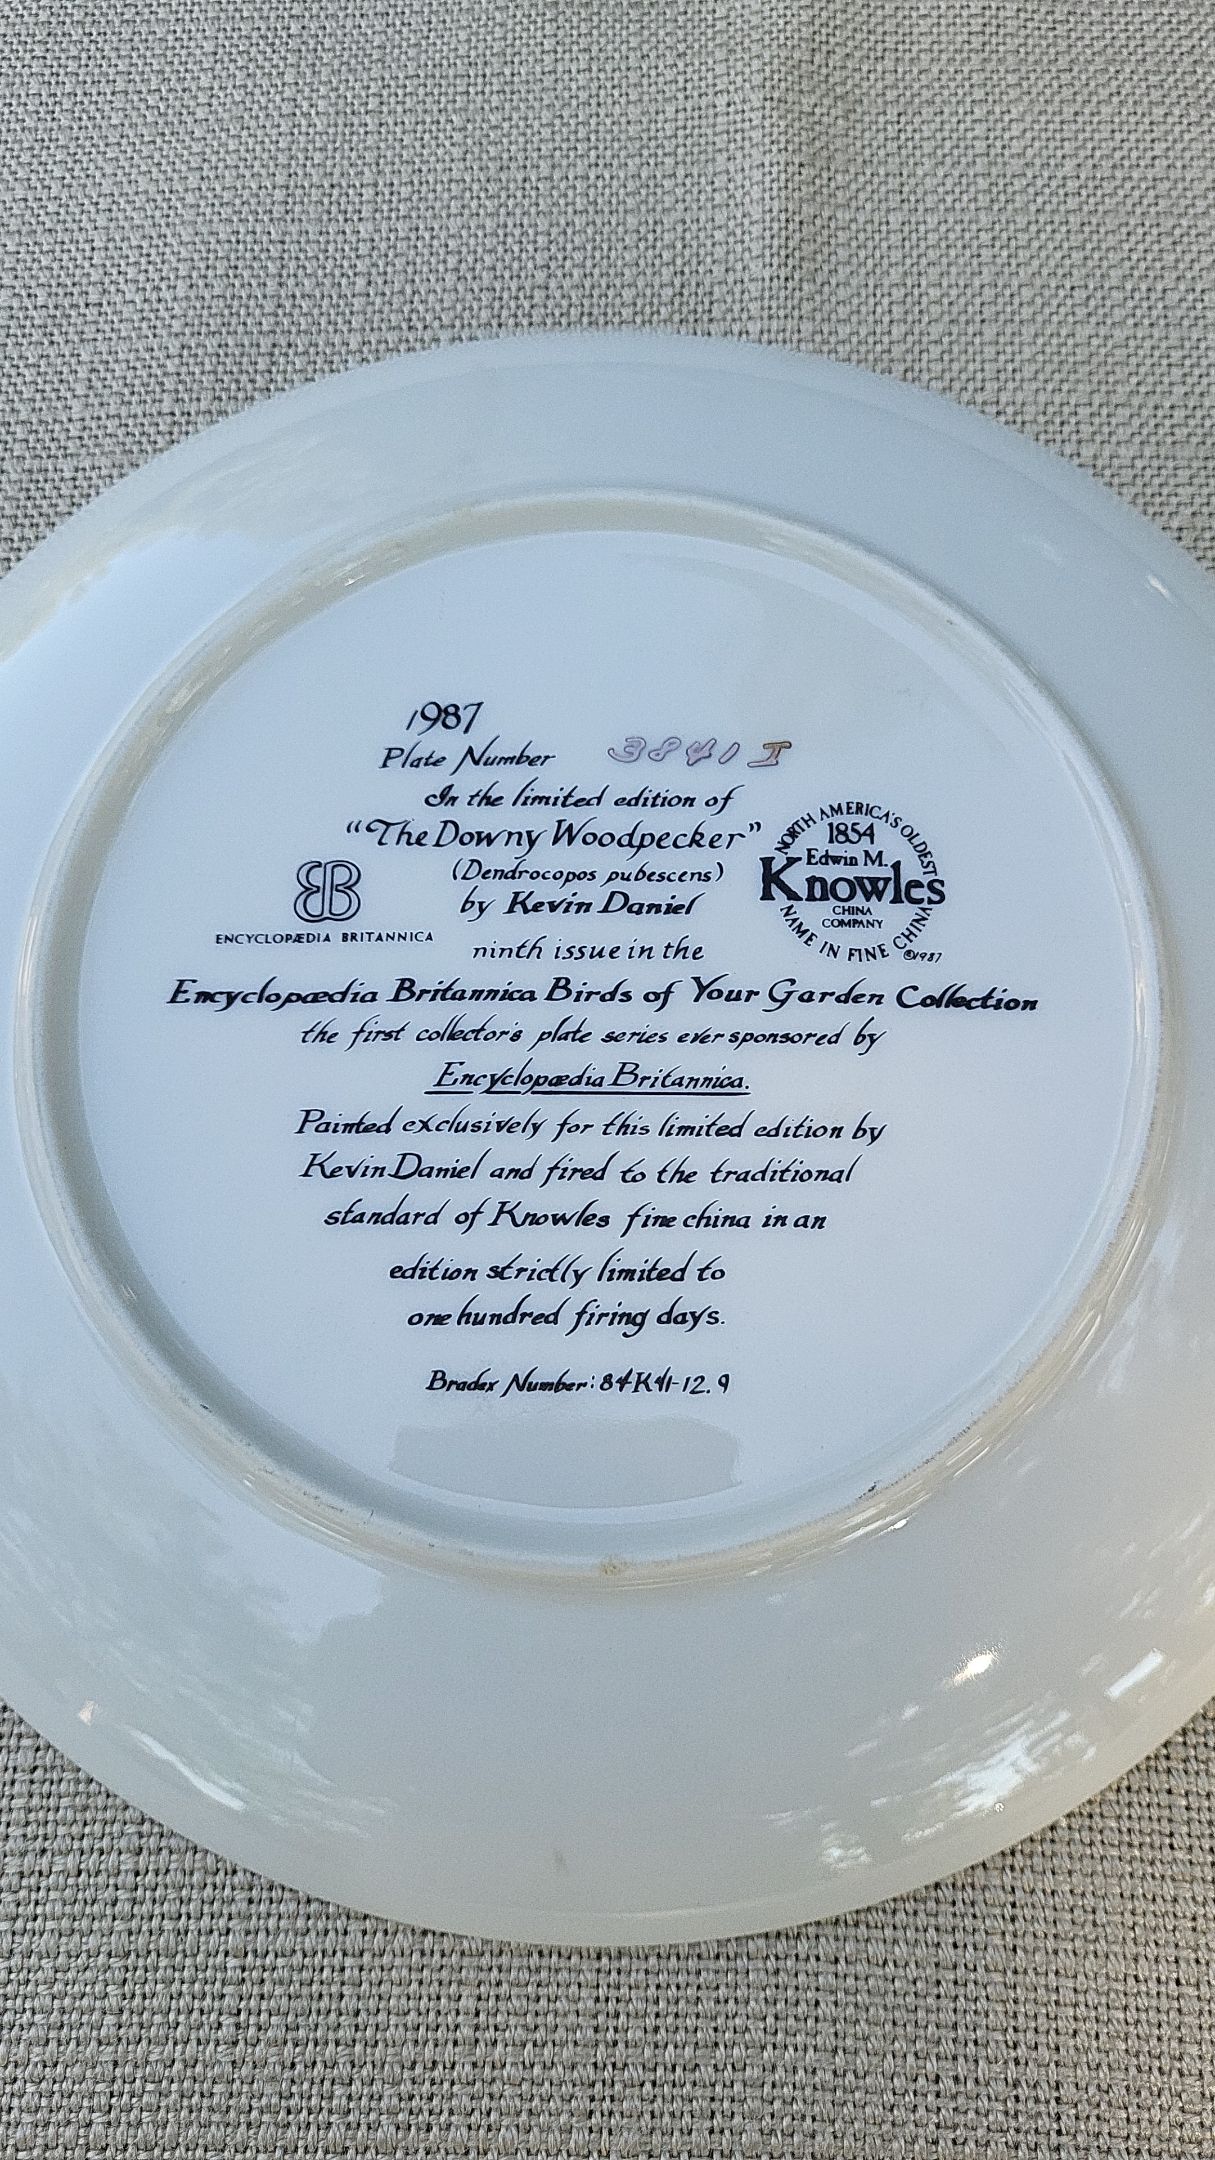 1987
Plate Number 3841 I
In the limited edition of
"The Downy Woodpecker"
(Dendrocopos pubescens)
by Kevin Daniel
ninth issue in the
Encyclopædia Britannica Birds of Your Garden Collection
the first collector's plate series ever sponsored by
Encyclopædia Britannica.
Painted exclusively for this limited edition by
Kevin Daniel and fired to the traditional
standard of Knowles fine china in an
edition strictly limited to
one hundred firing days.
Bradex Number: 84K41-12.9
EB
ENCYCLOPÆDIA BRITANNICA
NORTH AMERICA'S OLDEST
1854
Edwin M.
Knowles
CHINA
COMPANY
NAME IN FINE CHINA
©1987